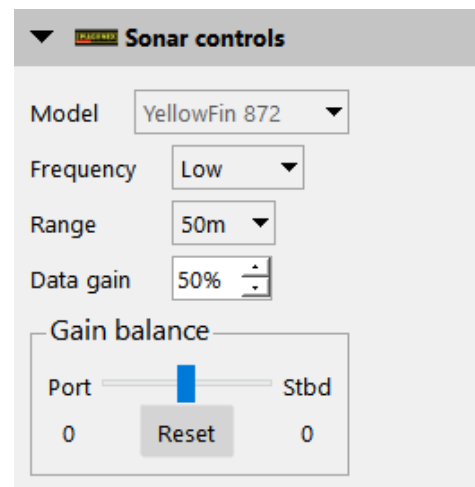 IMAGENEX Sonar controls
Model YellowFin 872
Frequency Low
Range 50m
Data gain 50%
Gain balance
Port Stbd
0 Reset 0